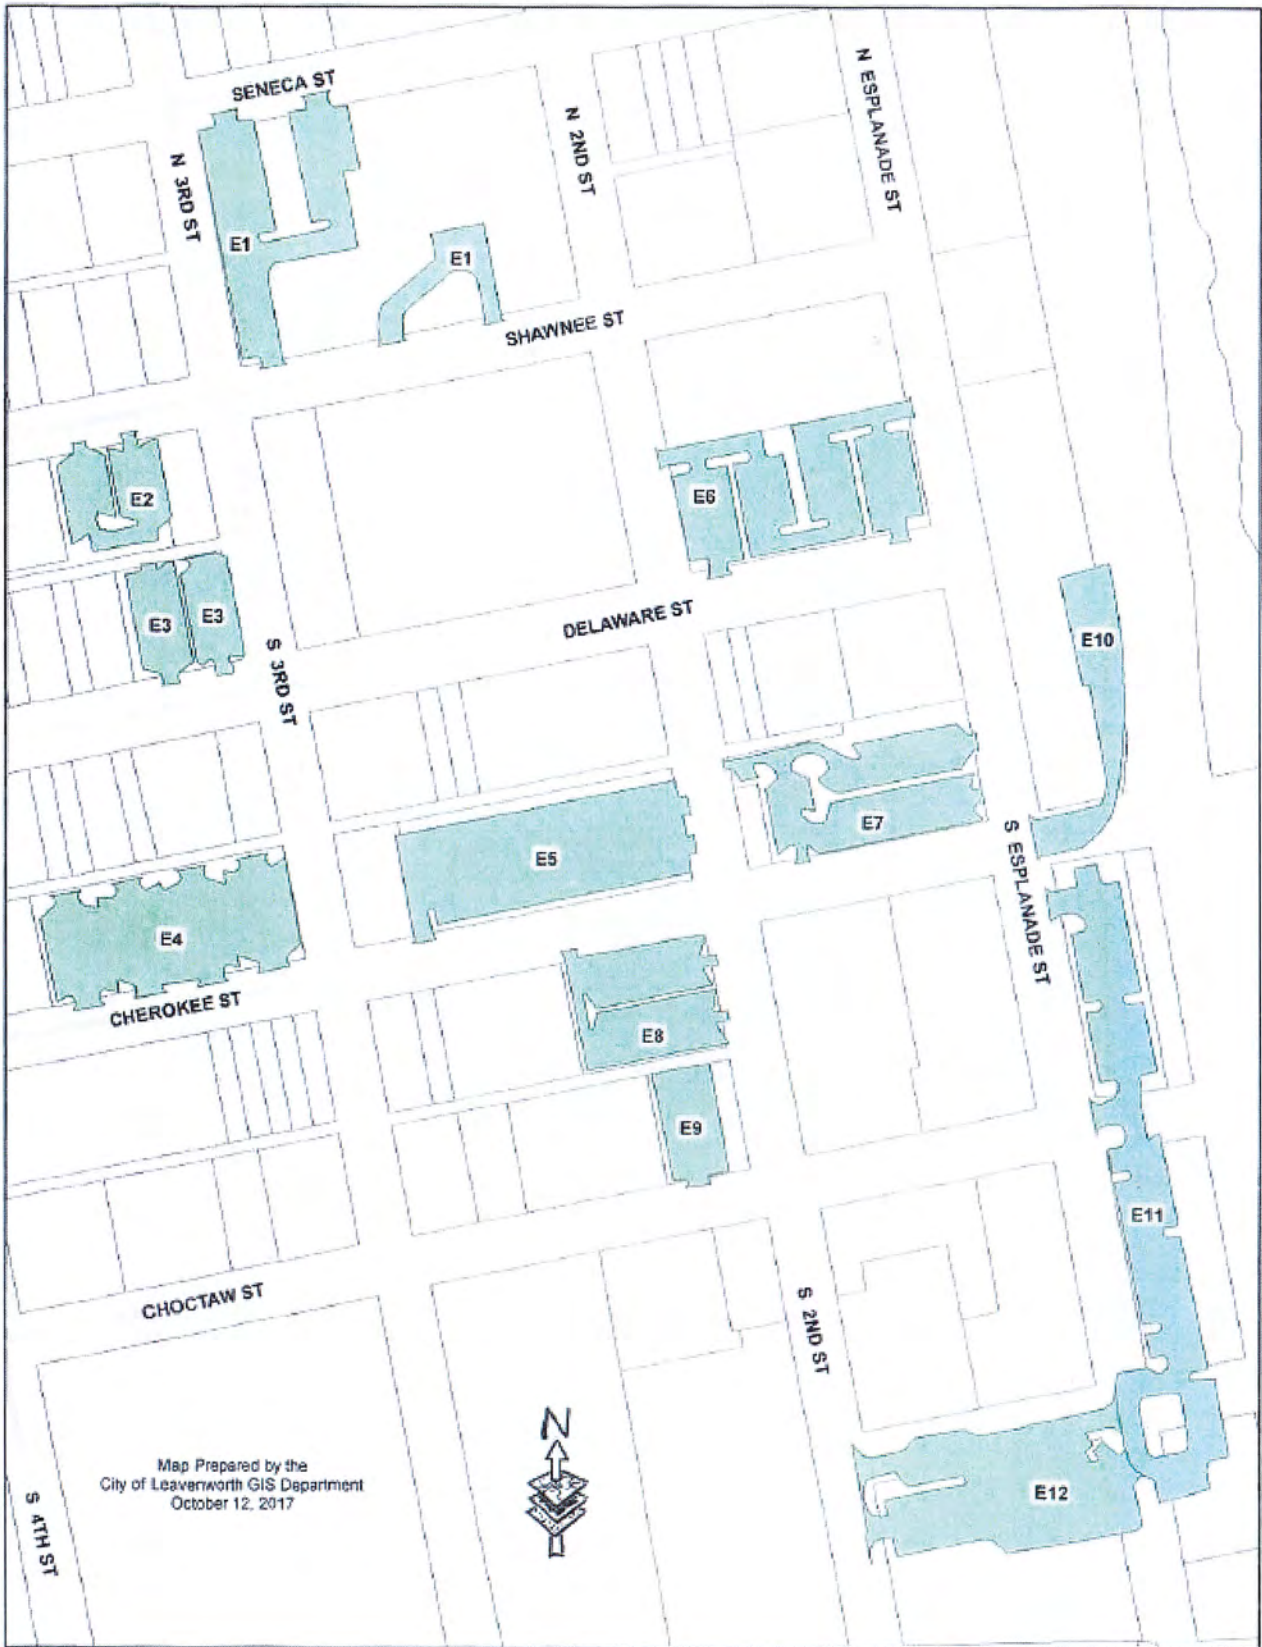 SENECA ST
N 3RD ST
N 2ND ST
N ESPLANADE ST
E1
E1
SHAWNEE ST
E2
E6
E3
E3
DELAWARE ST
S 3RD ST
E10
E7
E5
S ESPLANADE ST
E4
CHEROKEE ST
E8
E9
E11
CHOCTAW ST
S 2ND ST
N
Map Prepared by the
City of Leavenworth GIS Department
October 12, 2017
S 4TH ST
E12